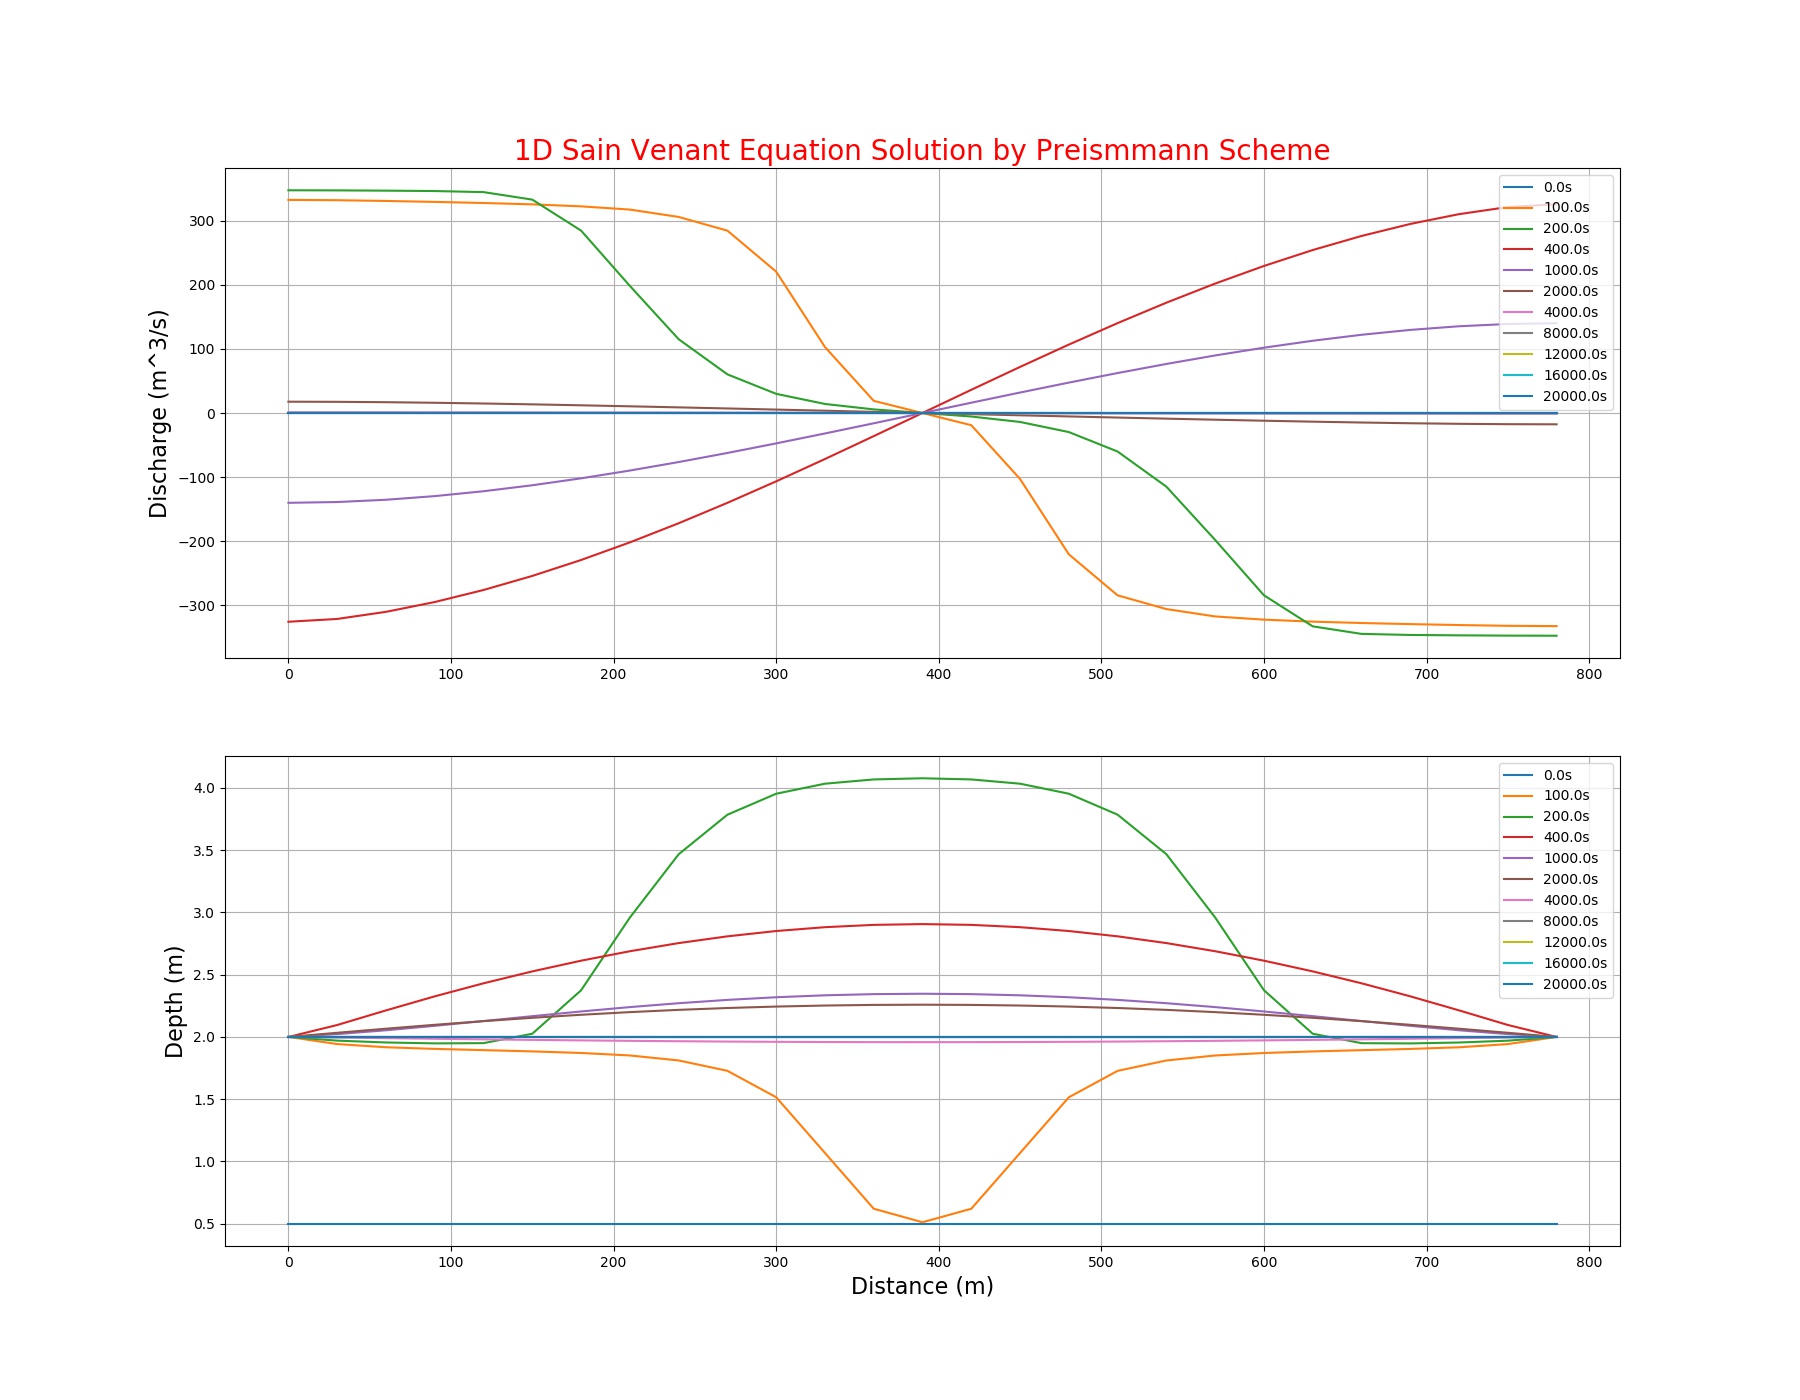 1D Sain Venant Equation Solution by Preismmann Scheme
Discharge (m^3/s)
300
200
100
0
−100
−200
−300
0.0s
100.0s
200.0s
400.0s
1000.0s
2000.0s
4000.0s
8000.0s
12000.0s
16000.0s
20000.0s
0 100 200 300 400 500 600 700 800
Depth (m)
4.0
3.5
3.0
2.5
2.0
1.5
1.0
0.5
0.0s
100.0s
200.0s
400.0s
1000.0s
2000.0s
4000.0s
8000.0s
12000.0s
16000.0s
20000.0s
0 100 200 300 400 500 600 700 800
Distance (m)